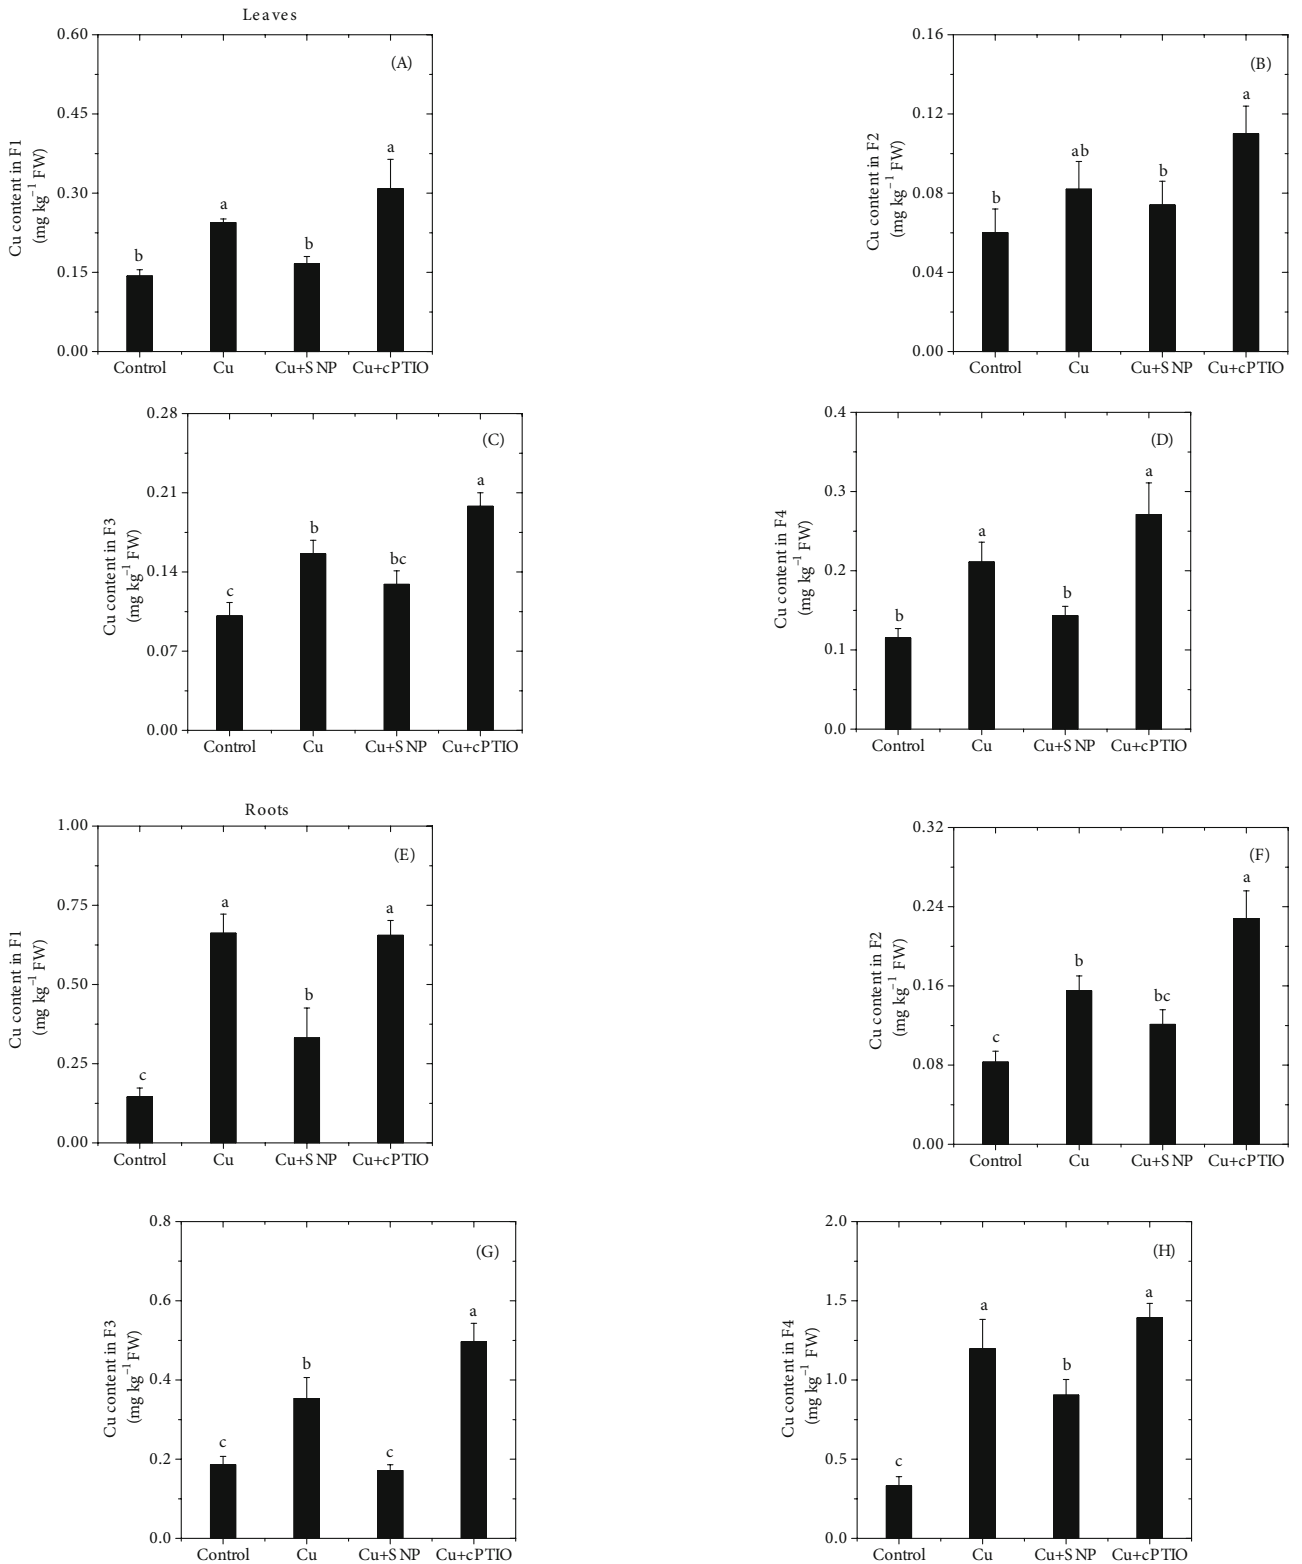 Leaves
(A)
Cu content in F1
(mg kg⁻¹ FW)
0.60
0.45
0.30
0.15
0.00
b
a
b
a
Control Cu Cu+SNP Cu+cPTIO
(B)
Cu content in F2
(mg kg⁻¹ FW)
0.16
0.12
0.08
0.04
0.00
b
ab
b
a
Control Cu Cu+SNP Cu+cPTIO
(C)
Cu content in F3
(mg kg⁻¹ FW)
0.28
0.21
0.14
0.07
0.00
c
b
bc
a
Control Cu Cu+SNP Cu+cPTIO
(D)
Cu content in F4
(mg kg⁻¹ FW)
0.4
0.3
0.2
0.1
0.0
b
a
b
a
Control Cu Cu+SNP Cu+cPTIO
Roots
(E)
Cu content in F1
(mg kg⁻¹ FW)
1.00
0.75
0.50
0.25
0.00
c
a
b
a
Control Cu Cu+SNP Cu+cPTIO
(F)
Cu content in F2
(mg kg⁻¹ FW)
0.32
0.24
0.16
0.08
0.00
c
b
bc
a
Control Cu Cu+SNP Cu+cPTIO
(G)
Cu content in F3
(mg kg⁻¹FW)
0.8
0.6
0.4
0.2
0.0
c
b
c
a
Control Cu Cu+SNP Cu+cPTIO
(H)
Cu content in F4
(mg kg⁻¹ FW)
2.0
1.5
1.0
0.5
0.0
c
a
b
a
Control Cu Cu+SNP Cu+cPTIO